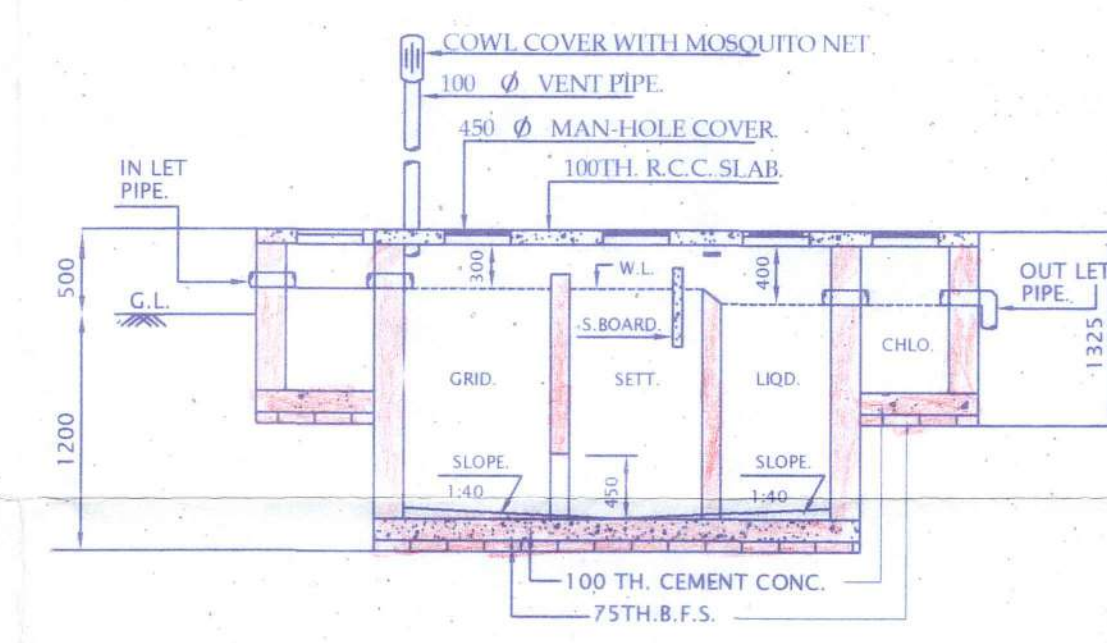 COWL COVER WITH MOSQUITO NET.
100 Ø VENT PIPE.
450 Ø MAN-HOLE COVER.
100TH. R.C.C. SLAB.
IN LET
PIPE.
500
G.L.
300
W.L.
400
OUT LET
PIPE.
1325
S.BOARD.
CHLO.
GRID.
SETT.
LIQD.
1200
SLOPE.
1:40
450
SLOPE.
1:40
100 TH. CEMENT CONC.
75TH.B.F.S.